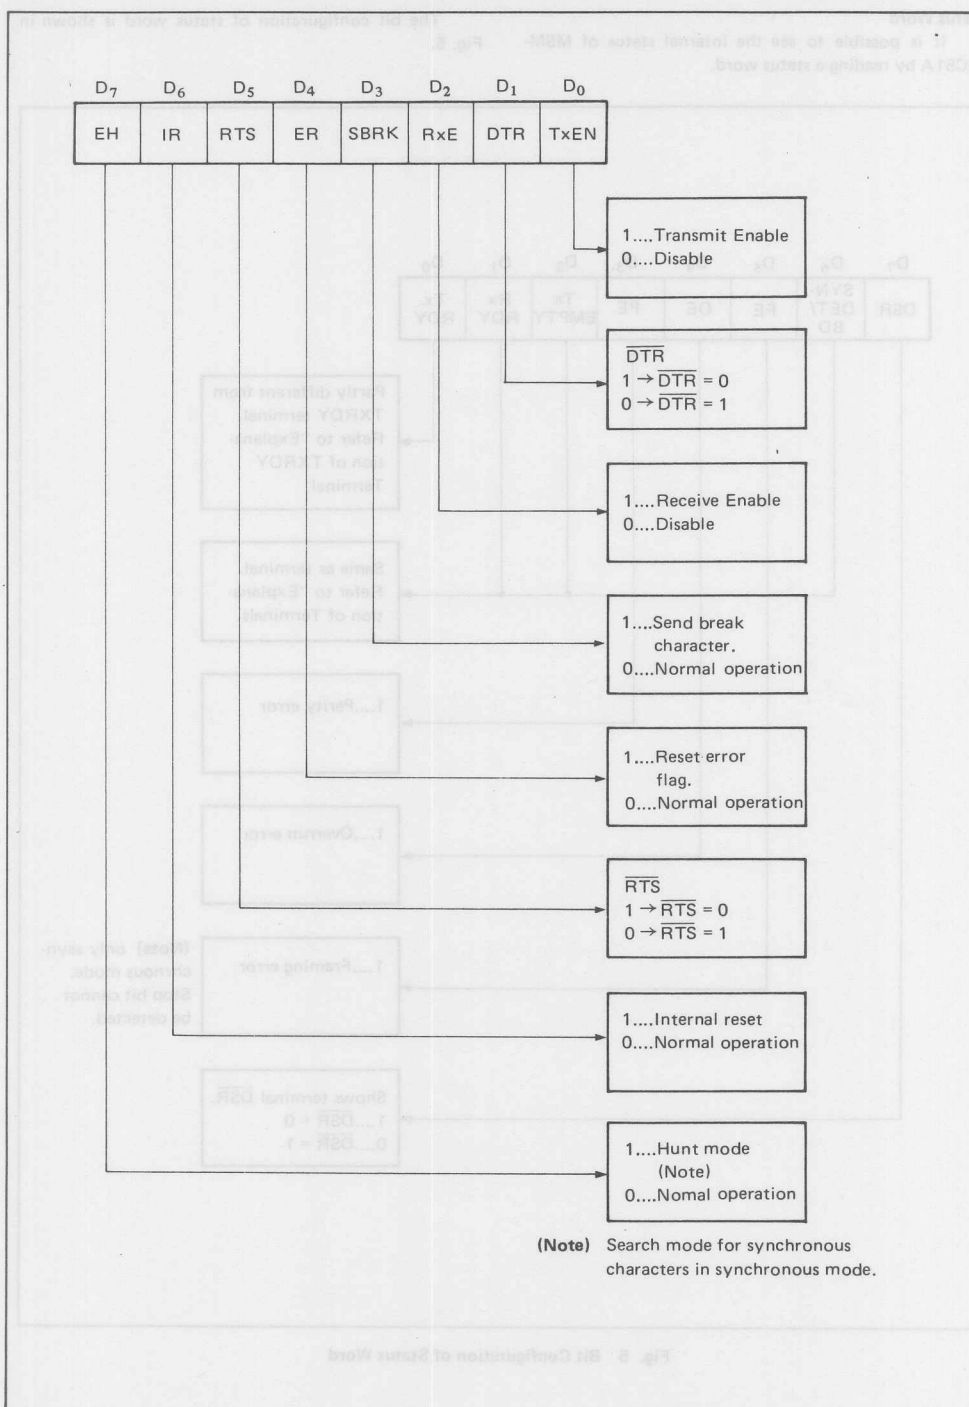 D7 D6 D5 D4 D3 D2 D1 D0
EH IR RTS ER SBRK RxE DTR TxEN
1....Transmit Enable
0....Disable
DTR
1 → DTR = 0
0 → DTR = 1
1....Receive Enable
0....Disable
1....Send break
character.
0....Normal operation
1....Reset error
flag.
0....Normal operation
RTS
1 → RTS = 0
0 → RTS = 1
1....Internal reset
0....Normal operation
1....Hunt mode
(Note)
0....Nomal operation
(Note) Search mode for synchronous
characters in synchronous mode.